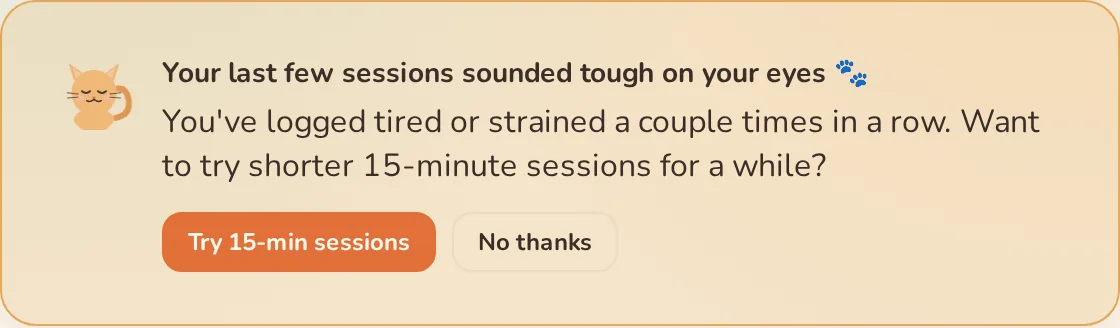 Your last few sessions sounded tough on your eyes 🐾
You've logged tired or strained a couple times in a row. Want
to try shorter 15-minute sessions for a while?
Try 15-min sessions
No thanks